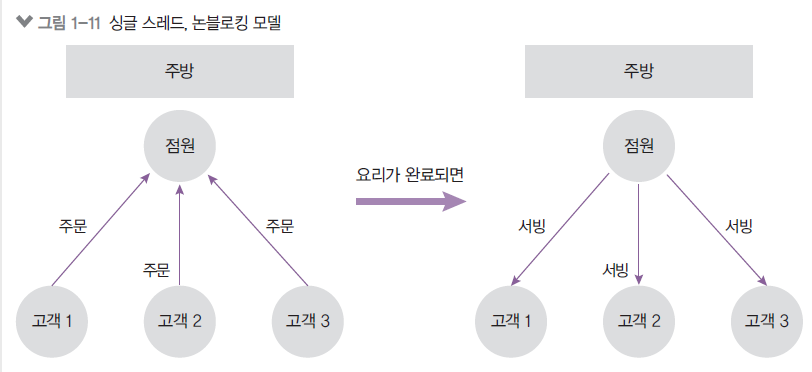 그림 1-11 싱글 스레드, 논블로킹 모델
주방
점원
주문
주문
주문
고객 1
고객 2
고객 3
요리가 완료되면
주방
점원
서빙
서빙
서빙
고객 1
고객 2
고객 3